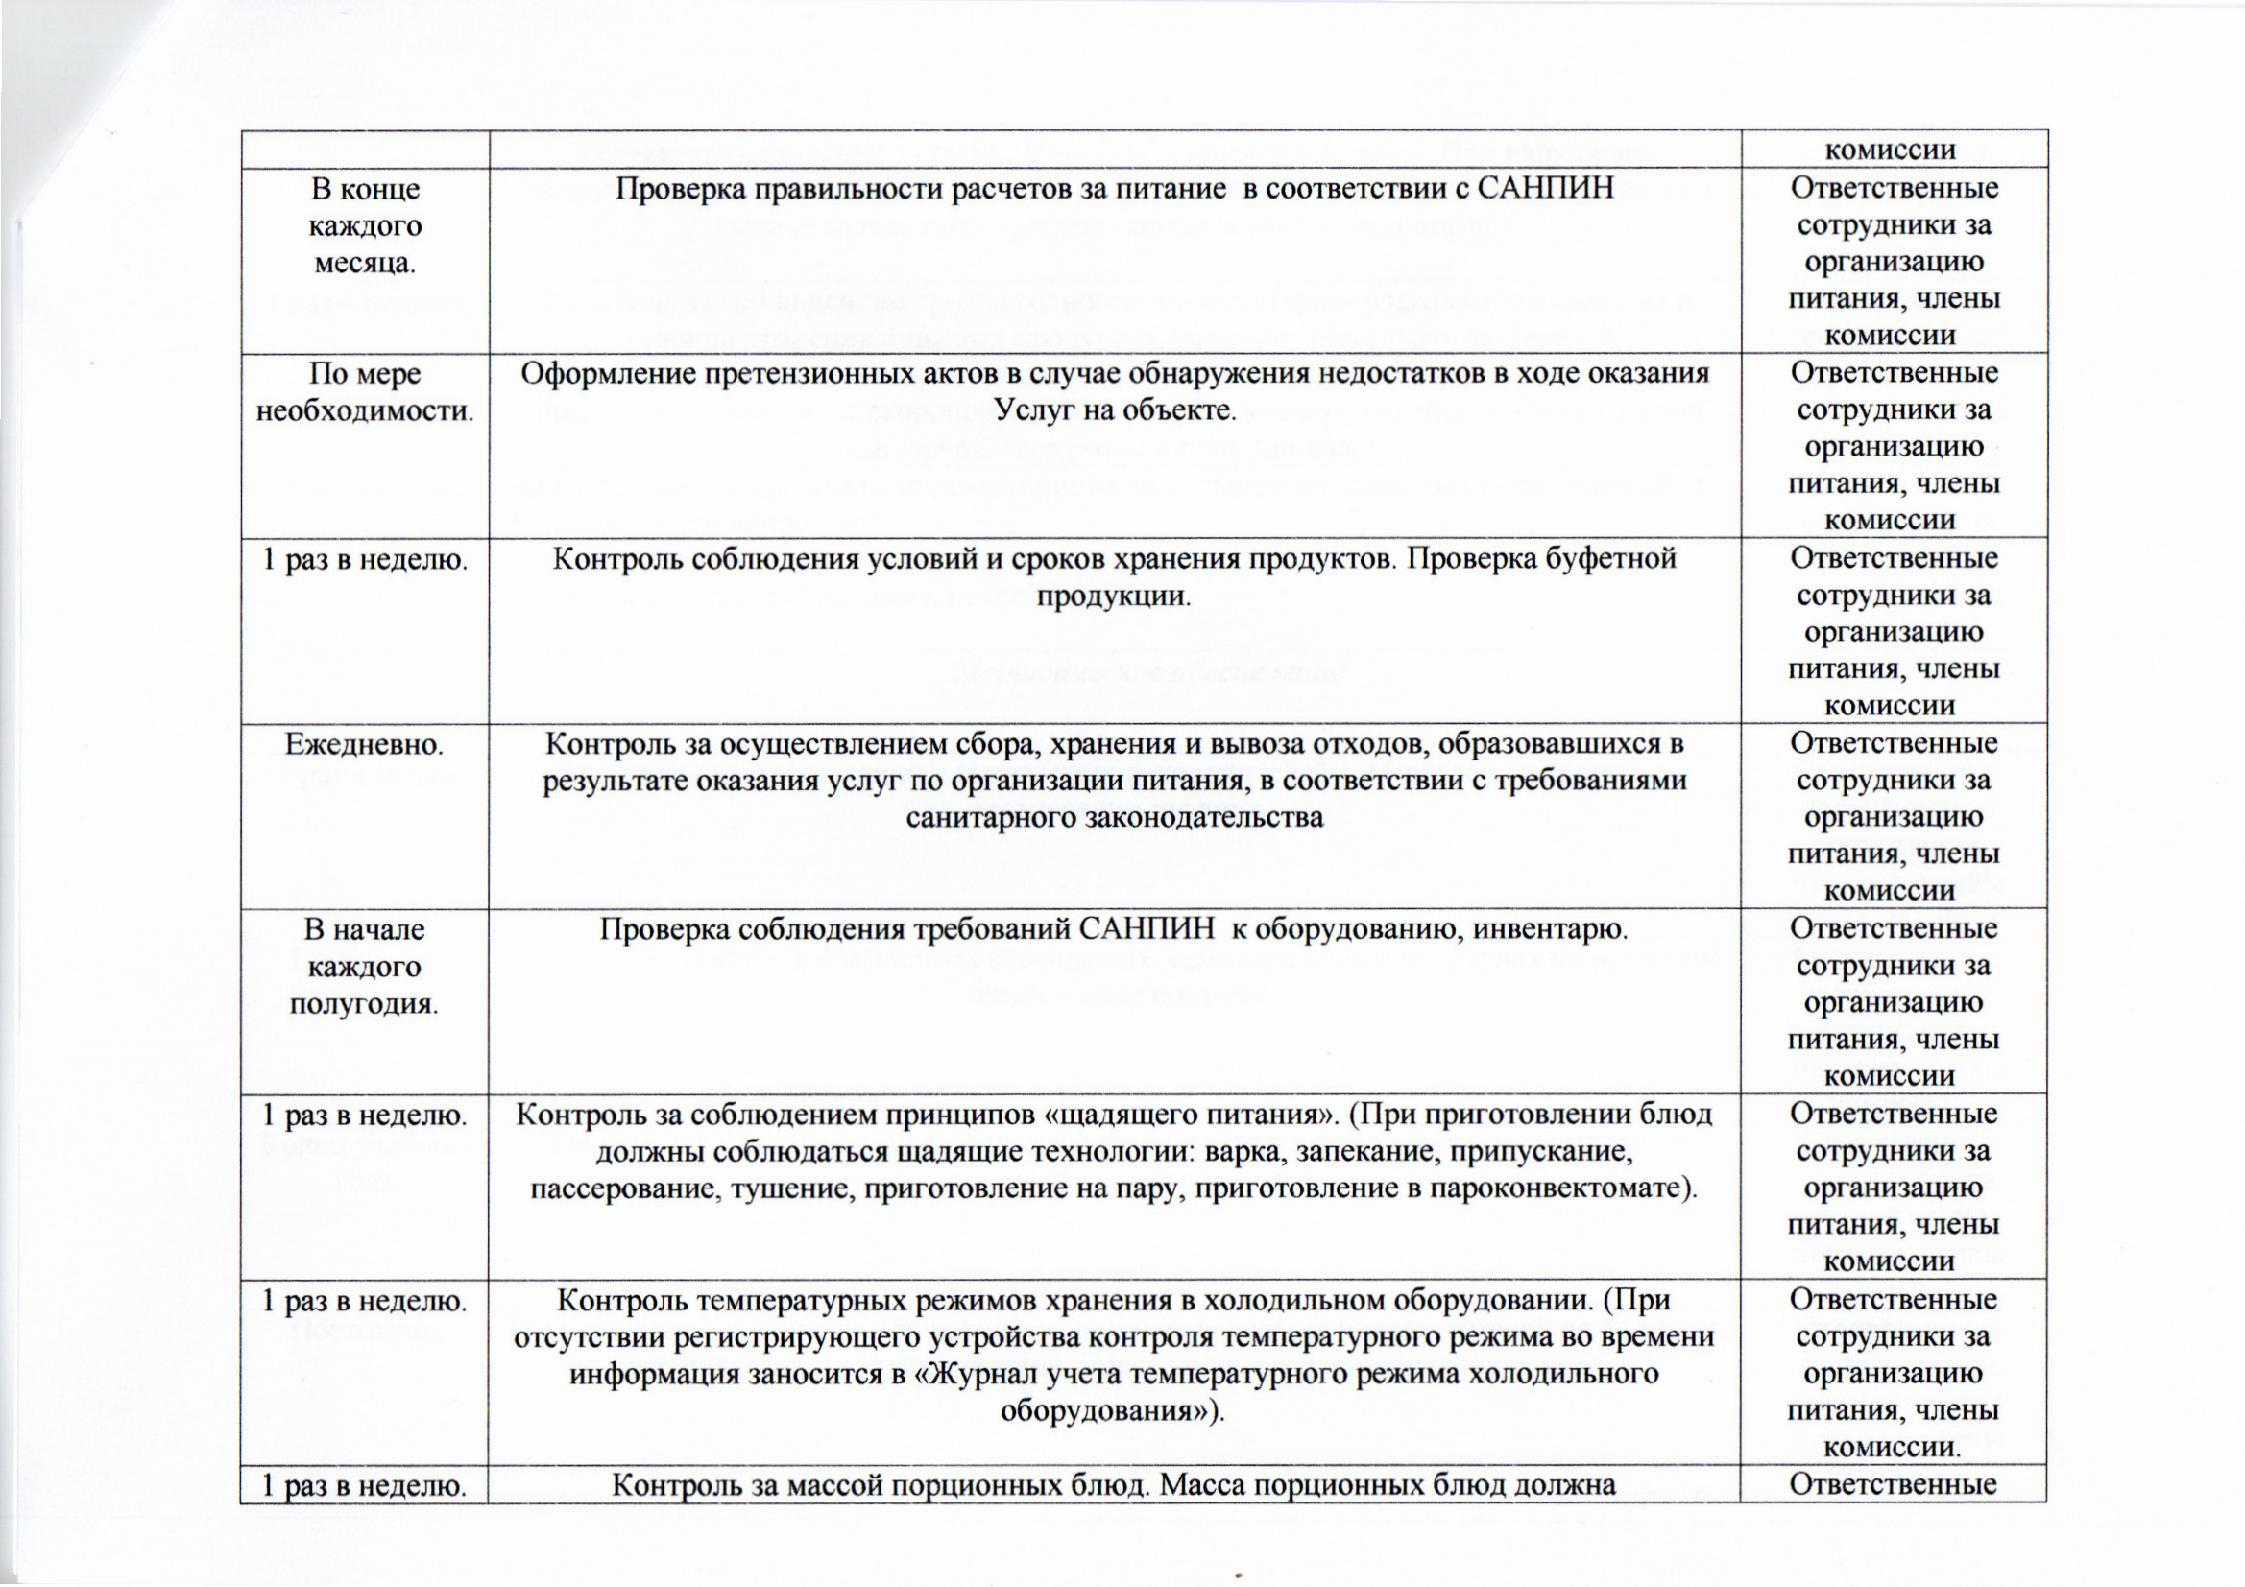 комиссии
В конце
каждого
месяца.
Проверка правильности расчетов за питание в соответствии с САНПИН
Ответственные
сотрудники за
организацию
питания, члены
комиссии
По мере
необходимости.
Оформление претензионных актов в случае обнаружения недостатков в ходе оказания
Услуг на объекте.
Ответственные
сотрудники за
организацию
питания, члены
комиссии
1 раз в неделю.
Контроль соблюдения условий и сроков хранения продуктов. Проверка буфетной
продукции.
Ответственные
сотрудники за
организацию
питания, члены
комиссии
Ежедневно.
Контроль за осуществлением сбора, хранения и вывоза отходов, образовавшихся в
результате оказания услуг по организации питания, в соответствии с требованиями
санитарного законодательства
Ответственные
сотрудники за
организацию
питания, члены
комиссии
В начале
каждого
полугодия.
Проверка соблюдения требований САНПИН к оборудованию, инвентарю.
Ответственные
сотрудники за
организацию
питания, члены
комиссии
1 раз в неделю.
Контроль за соблюдением принципов «щадящего питания». (При приготовлении блюд
должны соблюдаться щадящие технологии: варка, запекание, припускание,
пассерование, тушение, приготовление на пару, приготовление в пароконвектомате).
Ответственные
сотрудники за
организацию
питания, члены
комиссии
1 раз в неделю.
Контроль температурных режимов хранения в холодильном оборудовании. (При
отсутствии регистрирующего устройства контроля температурного режима во времени
информация заносится в «Журнал учета температурного режима холодильного
оборудования»).
Ответственные
сотрудники за
организацию
питания, члены
комиссии.
1 раз в неделю.
Контроль за массой порционных блюд. Масса порционных блюд должна
Ответственные